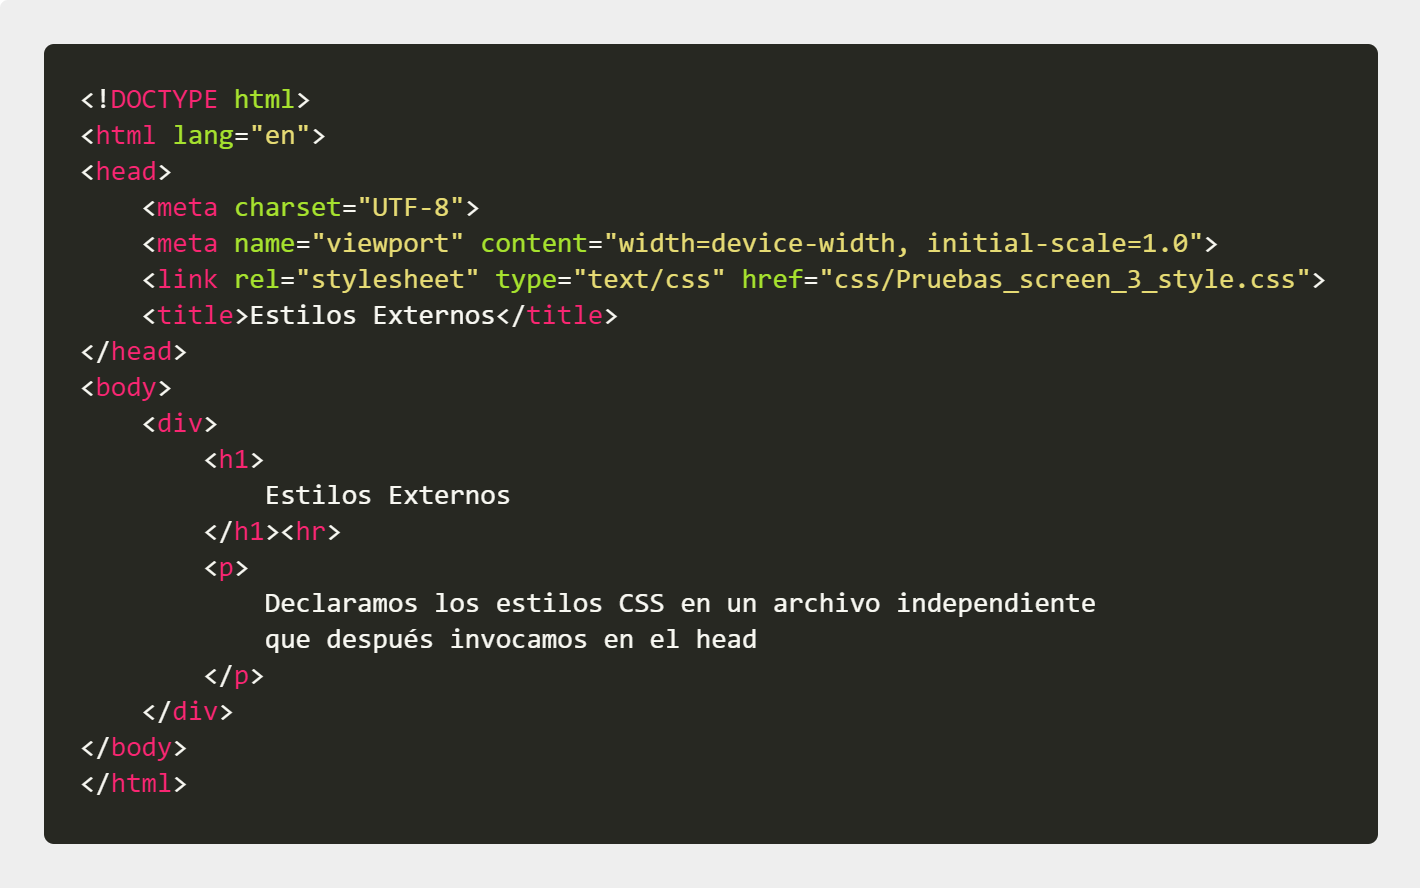 <!DOCTYPE html>
<html lang="en">
<head>
    <meta charset="UTF-8">
    <meta name="viewport" content="width=device-width, initial-scale=1.0">
    <link rel="stylesheet" type="text/css" href="css/Pruebas_screen_3_style.css">
    <title>Estilos Externos</title>
</head>
<body>
    <div>
        <h1>
            Estilos Externos
        </h1><hr>
        <p>
            Declaramos los estilos CSS en un archivo independiente
            que después invocamos en el head
        </p>
    </div>
</body>
</html>